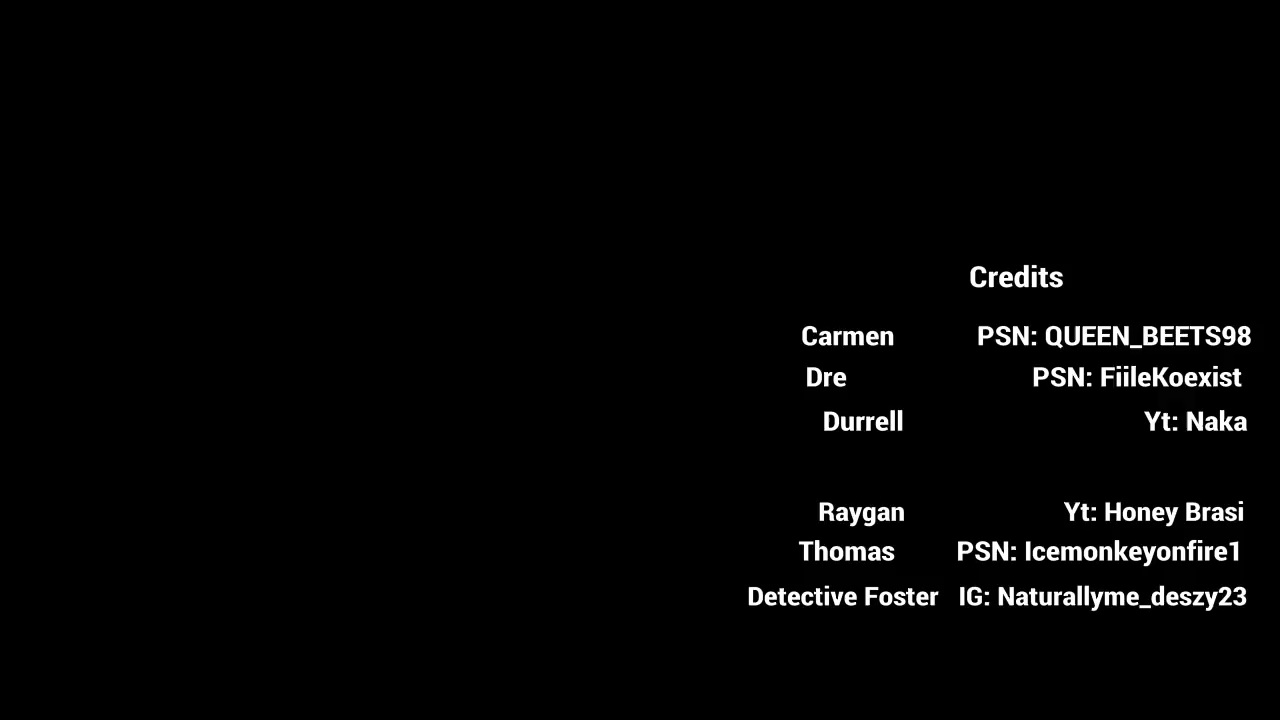 Credits
Carmen PSN: QUEEN_BEETS98
Dre PSN: FiileKoexist
Durrell Yt: Naka
Raygan Yt: Honey Brasi
Thomas PSN: Icemonkeyonfire1
Detective Foster IG: Naturallyme_deszy23